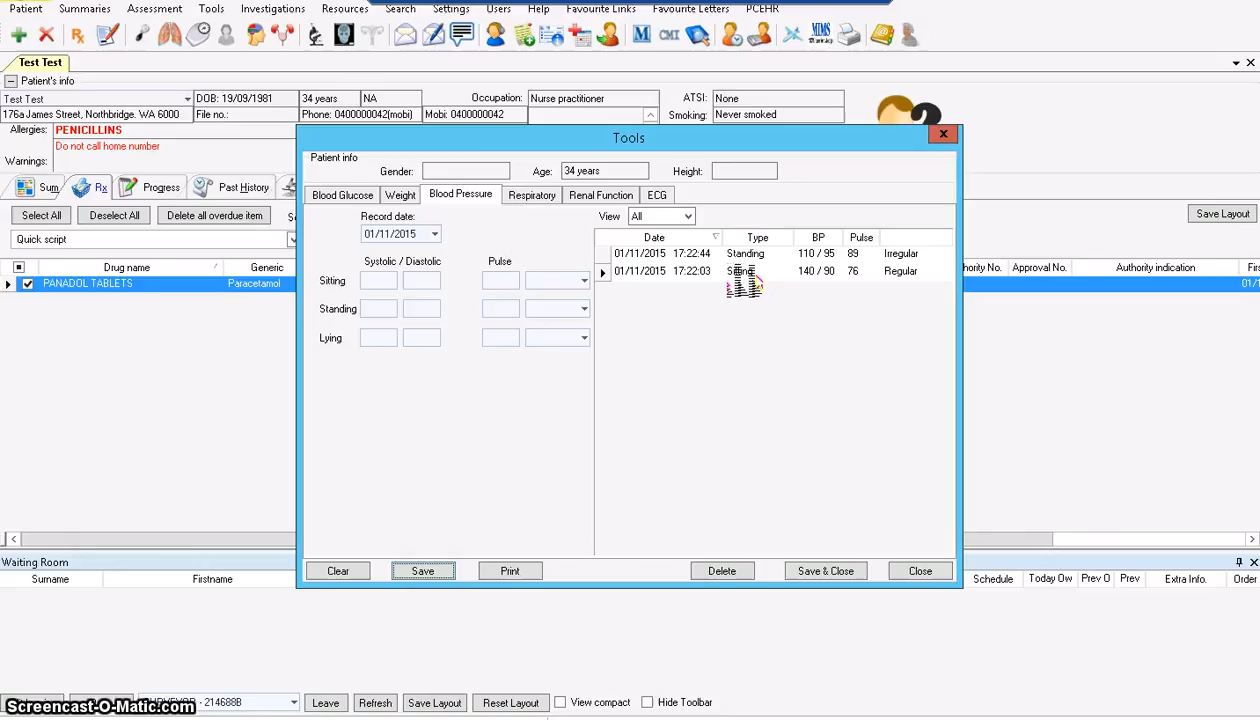 Patient Summaries Assessment Tools Investigations Resources Search Settings Users Help Favourite Links Favourite Letters PCEHR
Rx M CMI MIMS
Test Test
Patient's info
Test Test DOB: 19/09/1981 34 years NA Occupation: Nurse practitioner ATSI: None
176a James Street, Northbridge. WA 6000 File no.: Phone: 0400000042(mobi) Mobi: 0400000042 Smoking: Never smoked
Allergies: PENICILLINS
Do not call home number
Warnings:
Sum Rx Progress Past History
Select All Deselect All Delete all overdue item Save Layout
Quick script
Drug name Generic
PANADOL TABLETS Paracetamol
Approval No. Authority indication
01/1
Tools
Patient info
Gender: Age: 34 years Height:
Blood Glucose Weight Blood Pressure Respiratory Renal Function ECG
Record date:
01/11/2015
Systolic / Diastolic Pulse
Sitting
Standing
Lying
View All
Date Type BP Pulse
01/11/2015 17:22:44 Standing 110 / 95 89 Irregular
01/11/2015 17:22:03 Sitting 140 / 90 76 Regular
Clear Save Print Delete Save & Close Close
Waiting Room
Surname Firstname Schedule Today Ow Prev O Prev Extra Info. Order
- 214688B Leave Refresh Save Layout Reset Layout View compact Hide Toolbar
Screencast-O-Matic.com